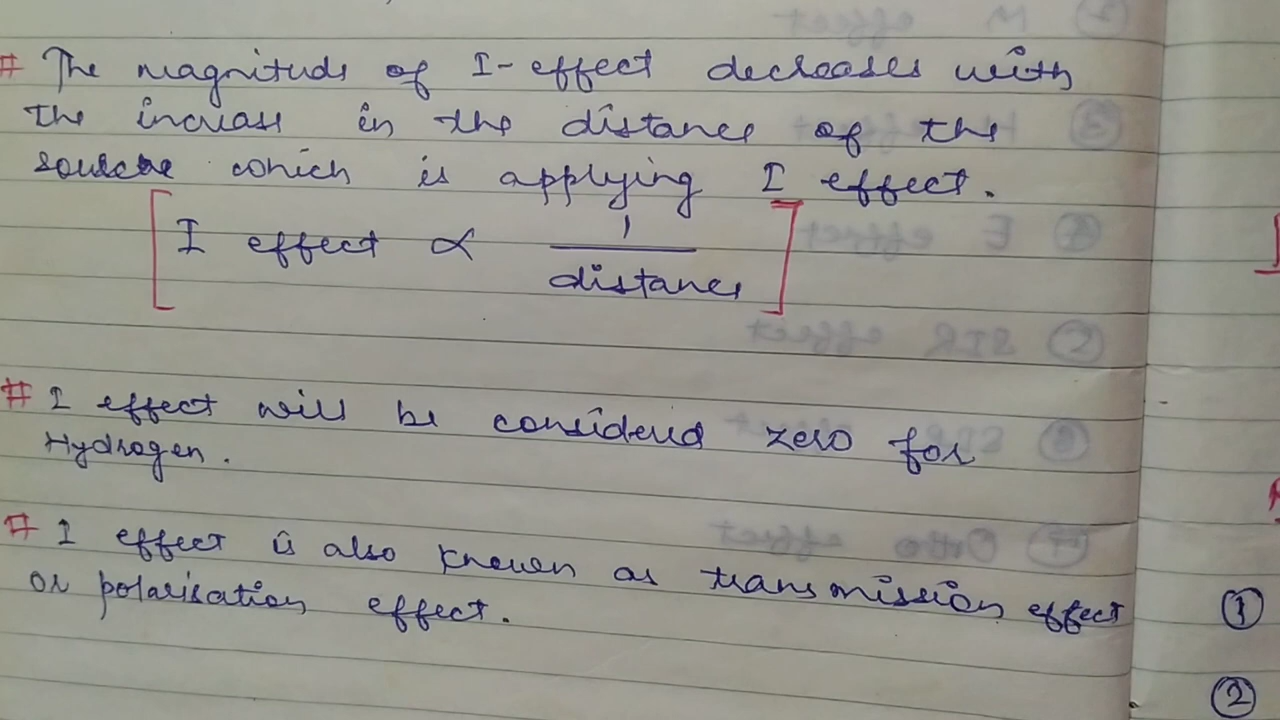 # The magnitude of I-effect decreases with
the increase in the distance of the
source which is applying I effect.
[I effect ∝ 1/distance]
# I effect will be considered zero for
Hydrogen.
# I effect is also known as transmission effect
or polarisation effect.
①
②